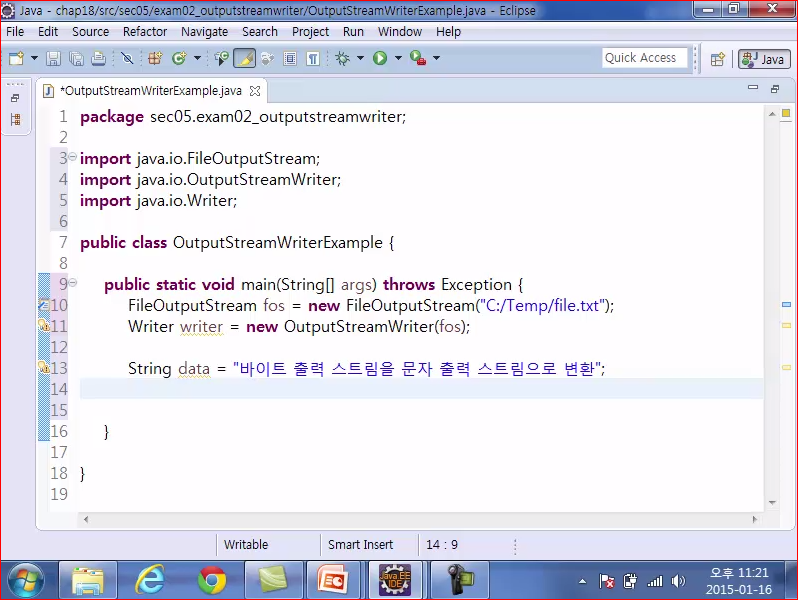 Java - chap18/src/sec05/exam02_outputstreamwriter/OutputStreamWriterExample.java - Eclipse
File Edit Source Refactor Navigate Search Project Run Window Help
Quick Access
Java
*OutputStreamWriterExample.java
1 package sec05.exam02_outputstreamwriter;
2
3 import java.io.FileOutputStream;
4 import java.io.OutputStreamWriter;
5 import java.io.Writer;
6
7 public class OutputStreamWriterExample {
8
9 public static void main(String[] args) throws Exception {
10 FileOutputStream fos = new FileOutputStream("C:/Temp/file.txt");
11 Writer writer = new OutputStreamWriter(fos);
12
13 String data = "바이트 출력 스트림을 문자 출력 스트림으로 변환";
14
15
16 }
17
18 }
19
Writable Smart Insert 14 : 9
Java EE
IDE
오후 11:21
2015-01-16